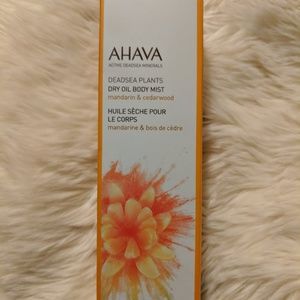 AHAVA
ACTIVE DEADSEA MINERALS
DEADSEA PLANTS
DRY OIL BODY MIST
mandarin & cedarwood
HUILE SÈCHE POUR
LE CORPS
mandarine & bois de cèdre